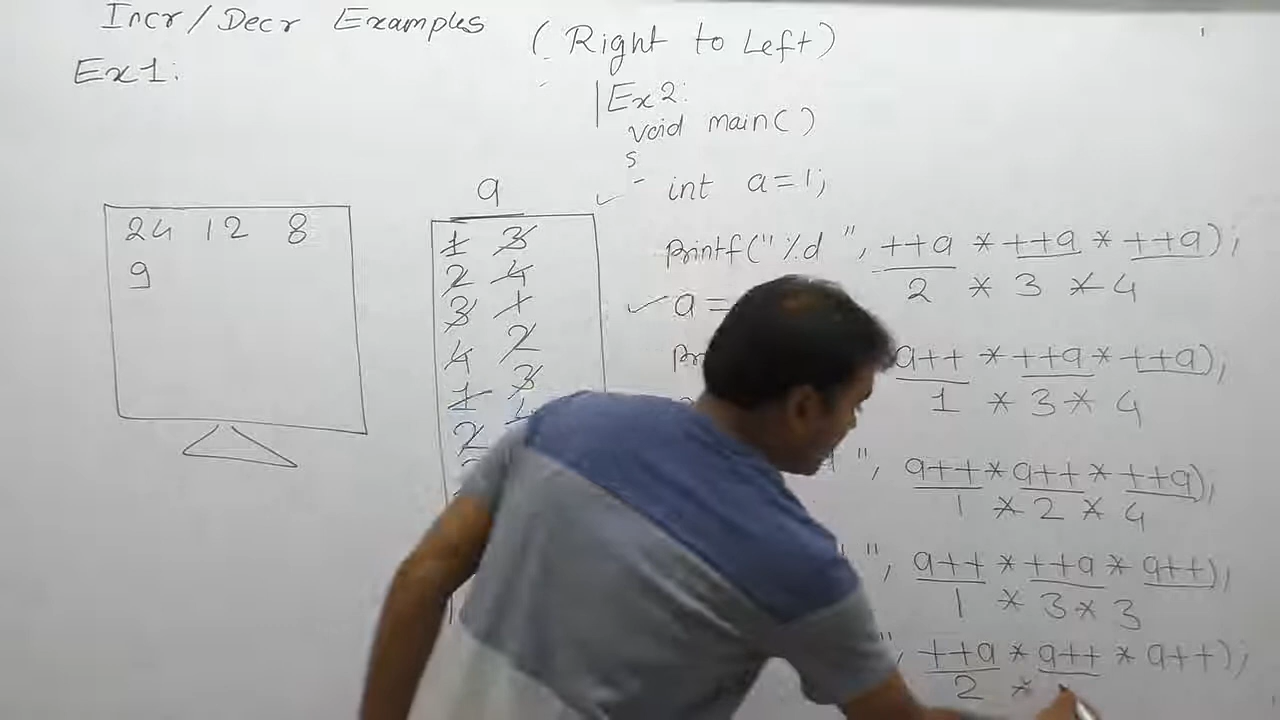 Incr/Decr Examples (Right to Left)
Ex1:
Ex2:
void main()
a
int a=1;
24 12 8
9
1 3
2 4
3 1
4 2
1 3
2
printf("%d ", ++a * ++a * ++a);
2 * 3 * 4
a=
a++ * ++a * ++a);
1 * 3 * 4
", a++ * a++ * ++a);
1 * 2 * 4
", a++ * ++a * a++);
1 * 3 * 3
", ++a * a++ * a++);
2 *